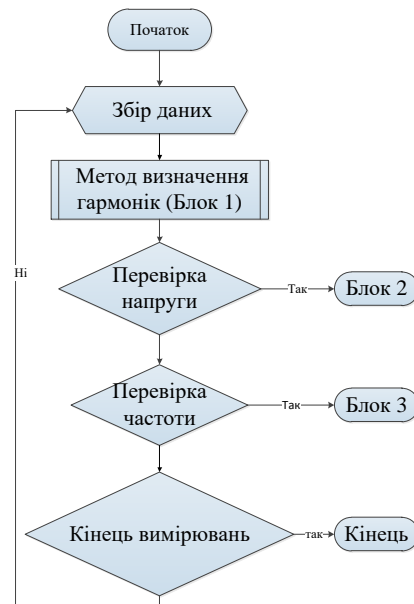 Початок
Збір даних
Метод визначення
гармонік (Блок 1)
Ні
Перевірка
напруги
Так
Блок 2
Перевірка
частоти
Так
Блок 3
Кінець вимірювань
так
Кінець